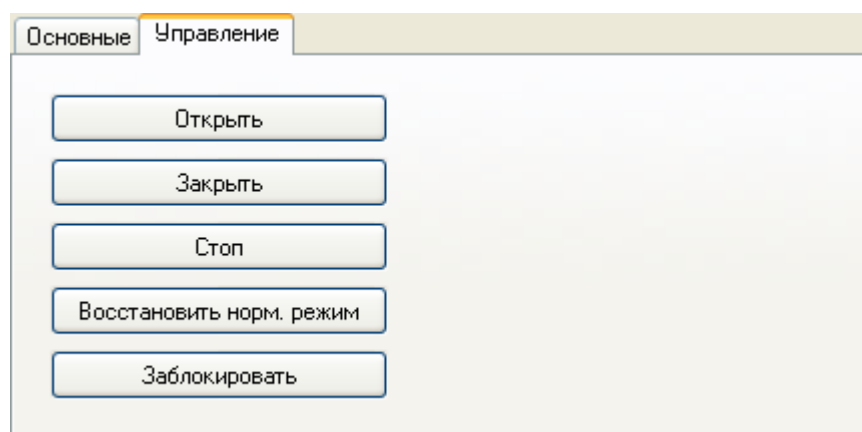 Основные Управление
Открыть
Закрыть
Стоп
Восстановить норм. режим
Заблокировать